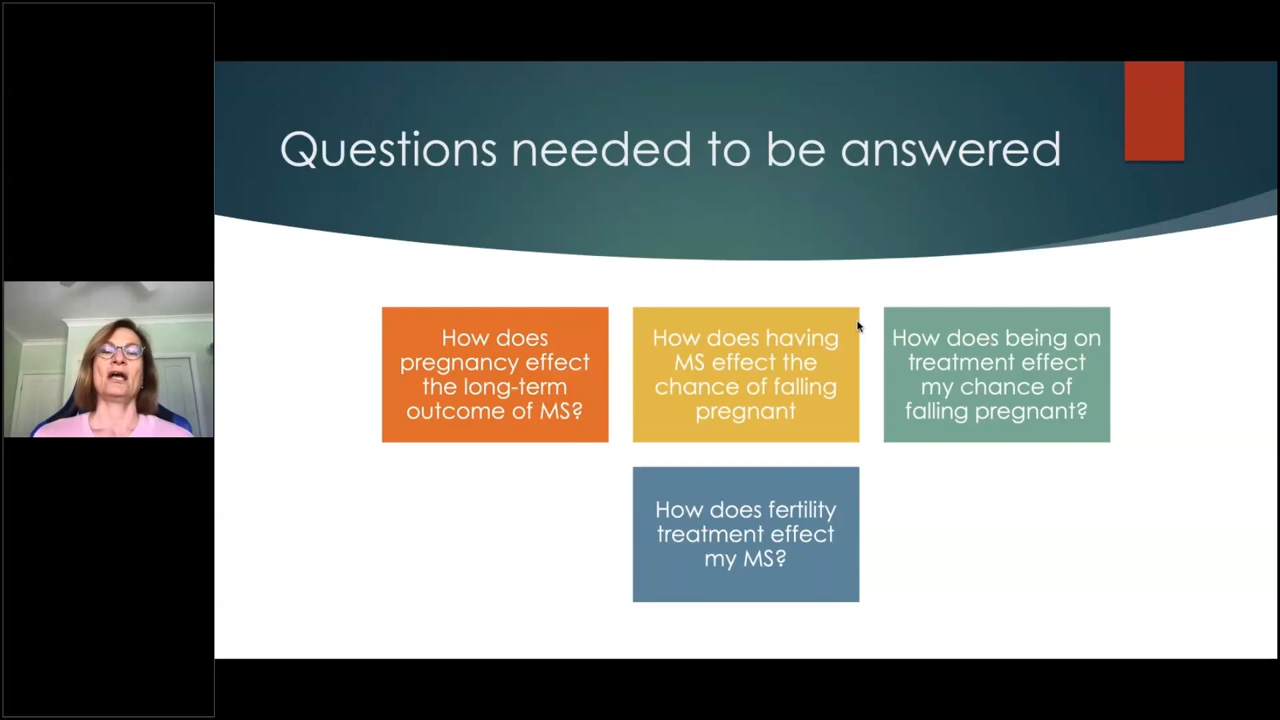 Questions needed to be answered
How does
pregnancy effect
the long-term
outcome of MS?
How does having
MS effect the
chance of falling
pregnant
How does being on
treatment effect
my chance of
falling pregnant?
How does fertility
treatment effect
my MS?